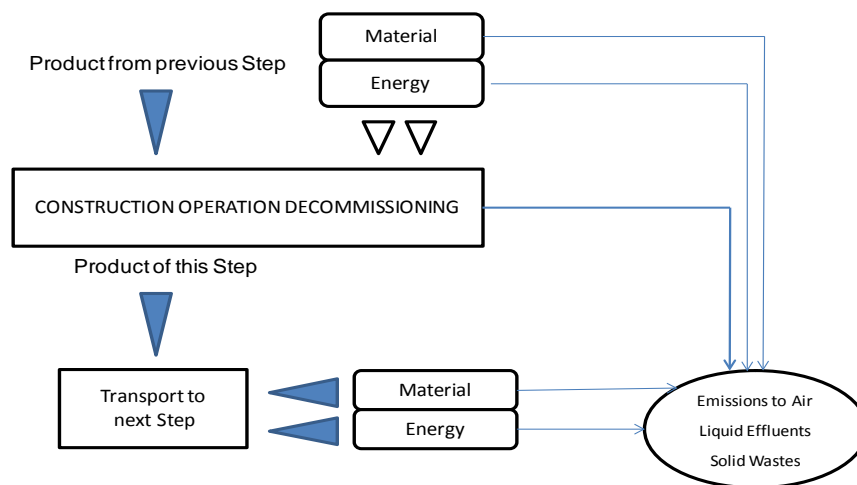 Material
Product from previous Step
Energy
CONSTRUCTION OPERATION DECOMMISSIONING
Product of this Step
Transport to
next Step
Material
Energy
Emissions to Air
Liquid Effluents
Solid Wastes